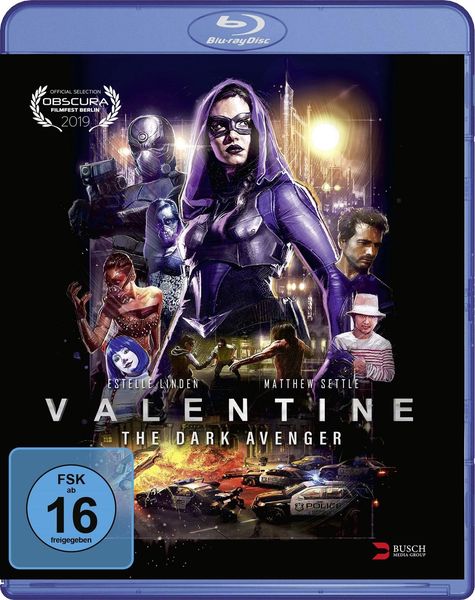 Blu-ray Disc
OFFICIAL SELECTION
OBSCURA
FILMFEST BERLIN
2019
ESTELLE LINDEN MATTHEW SETTLE
VALENTINE
THE DARK AVENGER
FSK
ab
16
freigegeben
POLICE
BUSCH
MEDIA GROUP